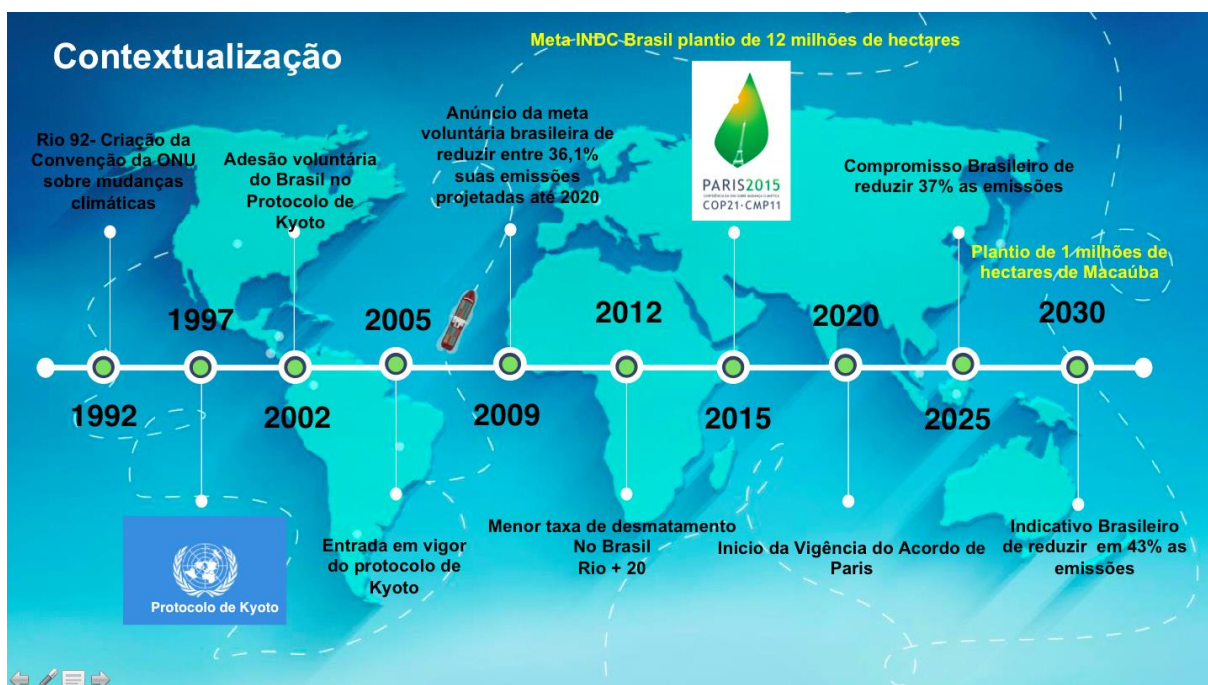 Contextualização
Meta INDC Brasil plantio de 12 milhões de hectares
Rio 92- Criação da
Convenção da ONU
sobre mudanças
climáticas
Adesão voluntária
do Brasil no
Protocolo de
Kyoto
Anúncio da meta
voluntária brasileira de
reduzir entre 36,1%
suas emissões
projetadas até 2020
PARIS2015
COP21·CMP11
Compromisso Brasileiro de
reduzir 37% as emissões
Plantio de 1 milhões de
hectares de Macaúba
1997
2005
2012
2020
2030
1992
2002
2009
2015
2025
Protocolo de Kyoto
Entrada em vigor
do protocolo de
Kyoto
Menor taxa de desmatamento
No Brasil
Rio + 20
Inicio da Vigência do Acordo de
Paris
Indicativo Brasileiro
de reduzir em 43% as
emissões